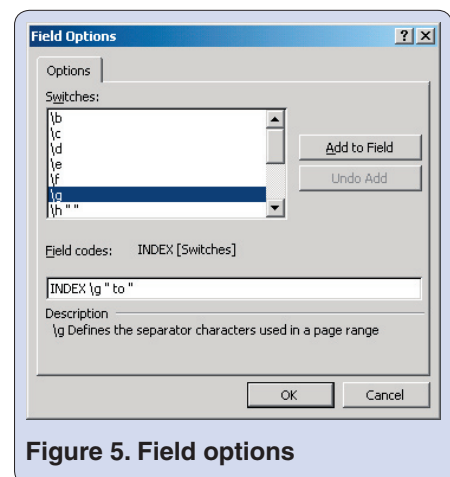 Field Options
Options
Switches:
\b
\c
\d
\e
\f
\g
\h " "
Add to Field
Undo Add
Field codes: INDEX [Switches]
INDEX \g " to "
Description
\g Defines the separator characters used in a page range
OK Cancel
Figure 5. Field options